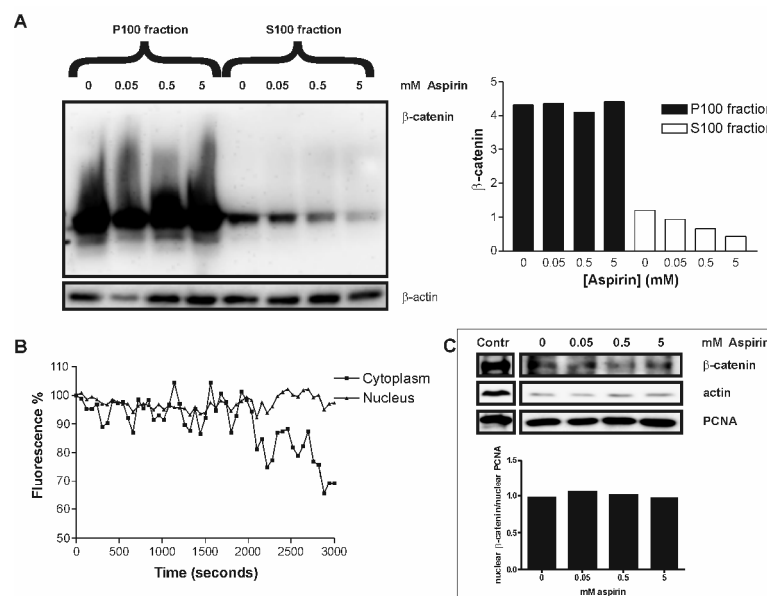 A
P100 fraction S100 fraction
0 0.05 0.5 5 0 0.05 0.5 5 mM Aspirin
β-catenin
β-actin
β-catenin
5
4
3
2
1
0
P100 fraction
S100 fraction
0 0.05 0.5 5 0 0.05 0.5 5
[Aspirin] (mM)
B
Fluorescence %
110
100
90
80
70
60
50
Cytoplasm
Nucleus
0 500 1000 1500 2000 2500 3000
Time (seconds)
C
Contr 0 0.05 0.5 5 mM Aspirin
β-catenin
actin
PCNA
nuclear β-catenin/nuclear PCNA
1.5
1.0
0.5
0.0
0 0.05 0.5 5
mM aspirin